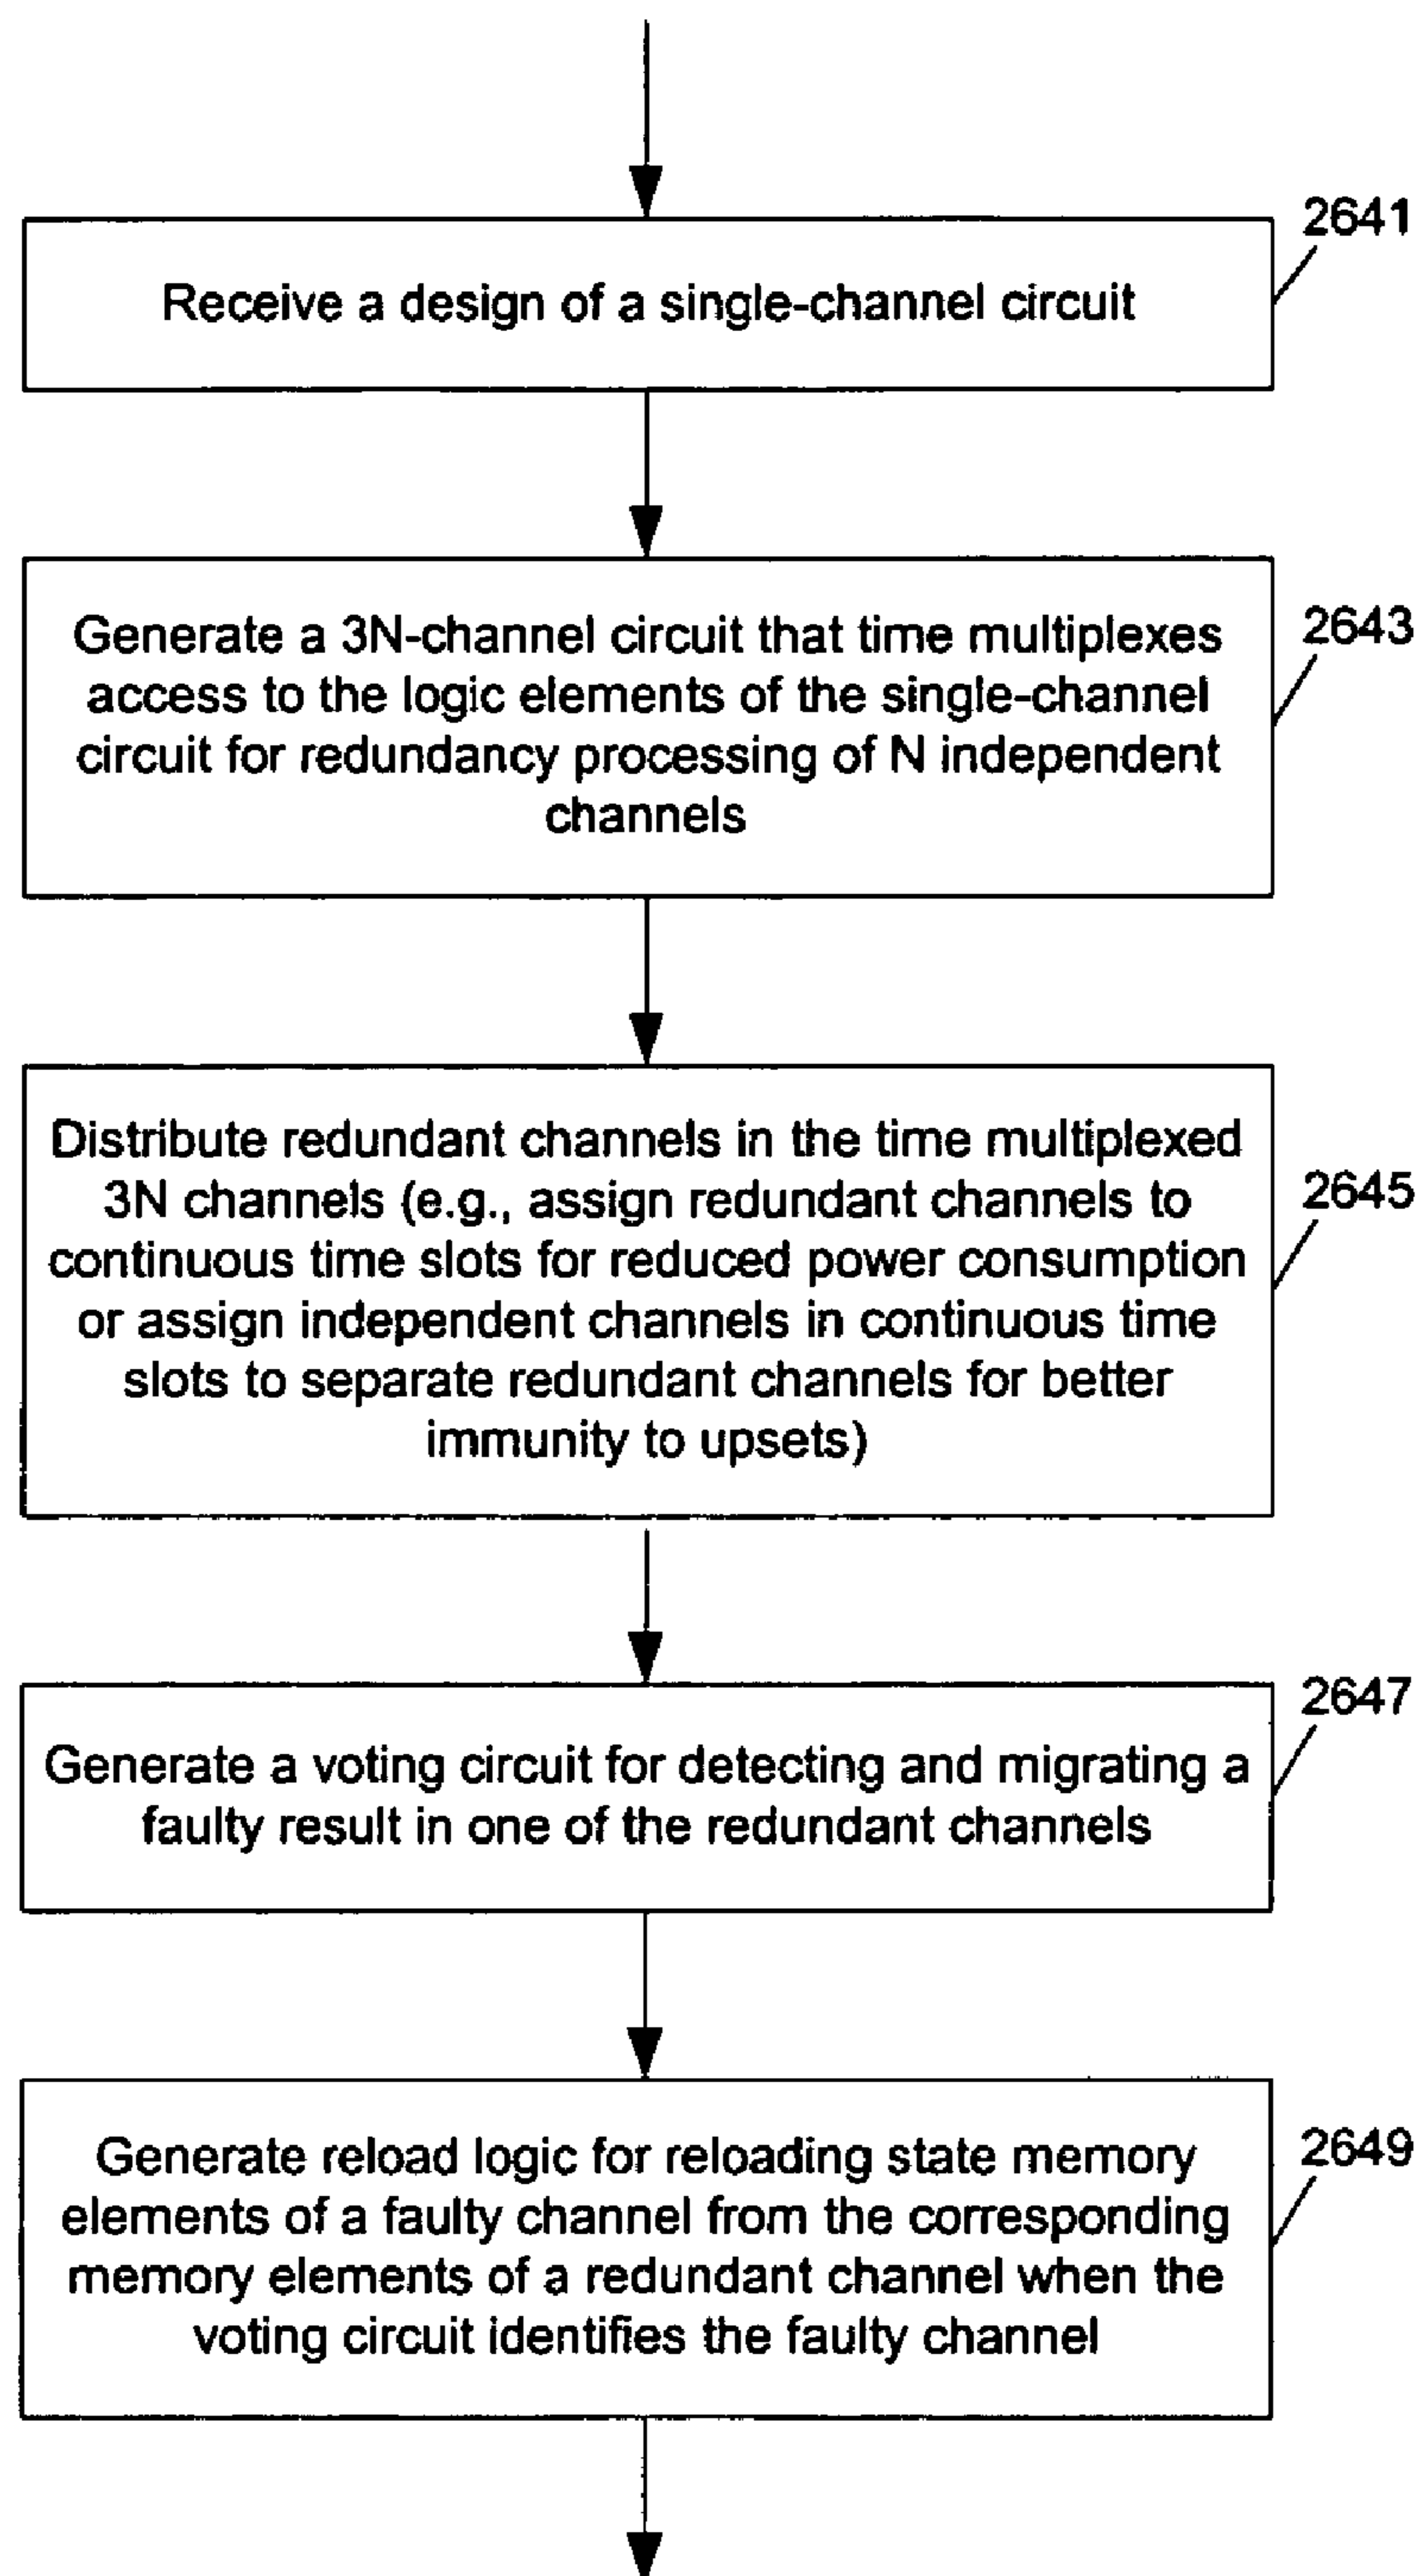 2641
Receive a design of a single-channel circuit
2643
Generate a 3N-channel circuit that time multiplexes
access to the logic elements of the single-channel
circuit for redundancy processing of N independent
channels
Distribute redundant channels in the time multiplexed
3N channels (e.g., assign redundant channels to
2645
continuous time slots for reduced power consumption
or assign independent channels in continuous time
slots to separate redundant channels for better
immunity to upsets)
2647
Generate a voting circuit for detecting and migrating a
faulty result in one of the redundant channels
2649
Generate reload logic for reloading state memory
elements of a faulty channel from the corresponding
memory elements of a redundant channel when the
voting circuit identifies the faulty channel